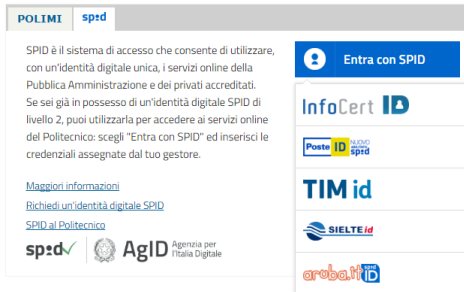 POLIMI
spid
SPID è il sistema di accesso che consente di utilizzare,
con un'identità digitale unica, i servizi online della
Pubblica Amministrazione e dei privati accreditati.
Se sei già in possesso di un'identità digitale SPID di
livello 2, puoi utilizzarla per accedere ai servizi online
del Politecnico: scegli "Entra con SPID" ed inserisci le
credenziali assegnate dal tuo gestore.
Maggiori informazioni
Richiedi un'identità digitale SPID
SPID al Politecnico
spid
AgID Agenzia per
l'Italia Digitale
Entra con SPID
InfoCert ID
Poste ID NUOVO
spid
TIM id
SIELTE id
aruba.it spid
ID